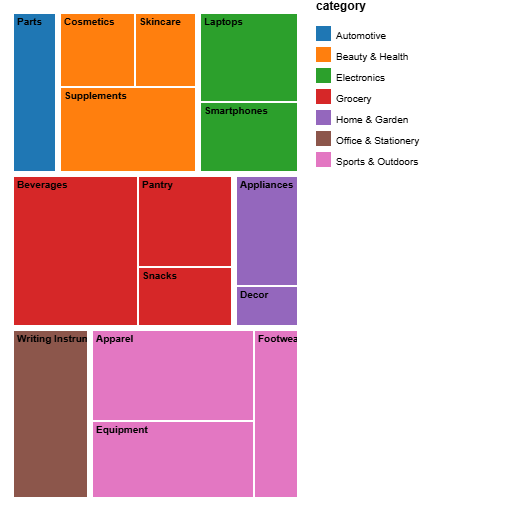 Parts
Cosmetics
Skincare
Laptops
Supplements
Smartphones
Beverages
Pantry
Appliances
Snacks
Decor
Writing Instrun
Apparel
Footwea
Equipment
category
Automotive
Beauty & Health
Electronics
Grocery
Home & Garden
Office & Stationery
Sports & Outdoors